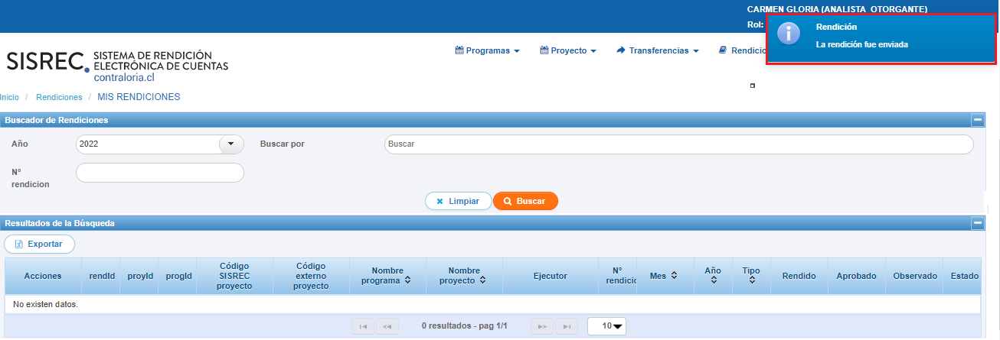 CARMEN GLORIA (ANALISTA OTORGANTE)
Rol:
Rendición
La rendición fue enviada
SISREC. SISTEMA DE RENDICIÓN
ELECTRÓNICA DE CUENTAS
contraloria.cl
Programas
Proyecto
Transferencias
Rendicio
Inicio / Rendiciones / MIS RENDICIONES
Buscador de Rendiciones
Año
2022
Buscar por
Buscar
N°
rendicion
Limpiar
Buscar
Resultados de la Búsqueda
Exportar
Acciones
rendId
proyId
progId
Código
SISREC
proyecto
Código
externo
proyecto
Nombre
programa
Nombre
proyecto
Ejecutor
N°
rendició
Mes
Año
Tipo
Rendido
Aprobado
Observado
Estado
No existen datos.
0 resultados - pag 1/1
10